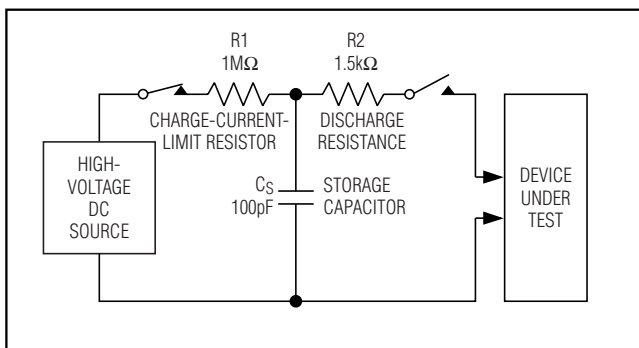 R1
1MΩ
R2
1.5kΩ
CHARGE-CURRENT-
LIMIT RESISTOR
DISCHARGE
RESISTANCE
HIGH-
VOLTAGE
DC
SOURCE
CS
100pF
STORAGE
CAPACITOR
DEVICE
UNDER
TEST